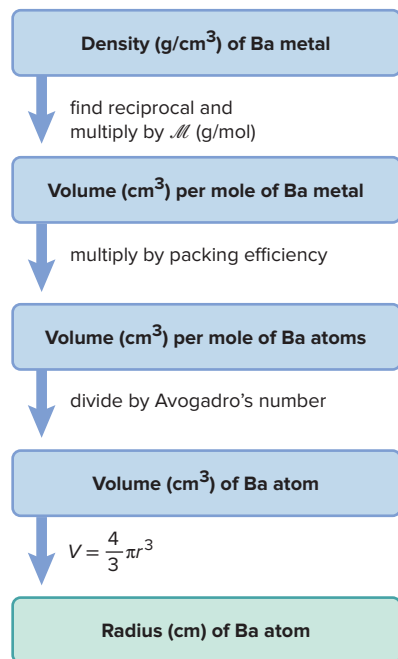 Density (g/cm³) of Ba metal
find reciprocal and
multiply by ℳ (g/mol)
Volume (cm³) per mole of Ba metal
multiply by packing efficiency
Volume (cm³) per mole of Ba atoms
divide by Avogadro’s number
Volume (cm³) of Ba atom
V = 4/3 πr³
Radius (cm) of Ba atom